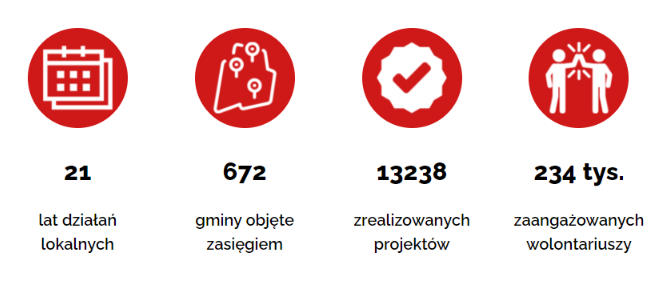 21
lat działań
lokalnych
672
gminy objęte
zasięgiem
13238
zrealizowanych
projektów
234 tys.
zaangażowanych
wolontariuszy